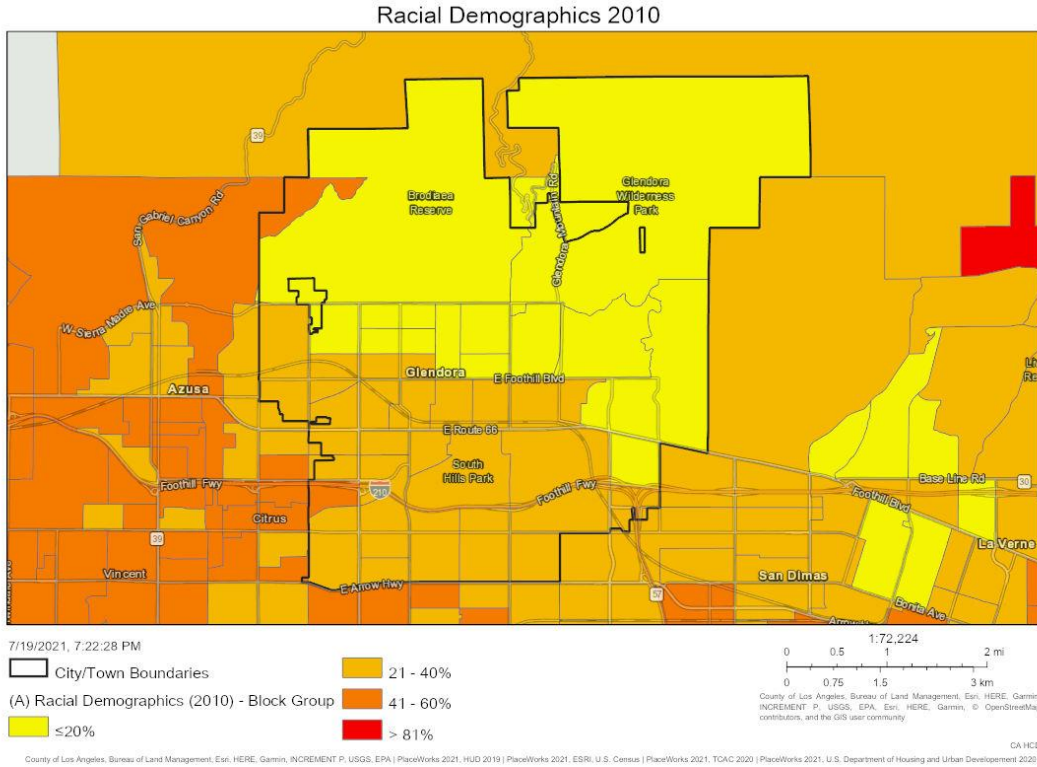 Racial Demographics 2010
39
San Gabriel Canyon Rd
Brodiaea
Reserve
Glendora
Wilderness
Park
Glendora Mountain Rd
W Sierra Madre Ave
Azusa
Glendora
E Foothill Blvd
E Route 66
South
Hills Park
Foothill Fwy
210
Foothill Fwy
Base Line Rd
30
Foothill Blvd
Citrus
39
La Verne
Vincent
E Arrow Hwy
San Dimas
57
Bonita Ave
7/19/2021, 7:22:28 PM
City/Town Boundaries
(A) Racial Demographics (2010) - Block Group
≤20%
21 - 40%
41 - 60%
> 81%
1:72,224
0 0.5 1 2 mi
0 0.75 1.5 3 km
County of Los Angeles, Bureau of Land Management, Esri, HERE, Garmin,
INCREMENT P, USGS, EPA, Esri, HERE, Garmin, © OpenStreetMap
contributors, and the GIS user community
CA HCD
County of Los Angeles, Bureau of Land Management, Esri, HERE, Garmin, INCREMENT P, USGS, EPA | PlaceWorks 2021, HUD 2019 | PlaceWorks 2021, ESRI, U.S. Census | PlaceWorks 2021, TCAC 2020 | PlaceWorks 2021, U.S. Department of Housing and Urban Developement 2020